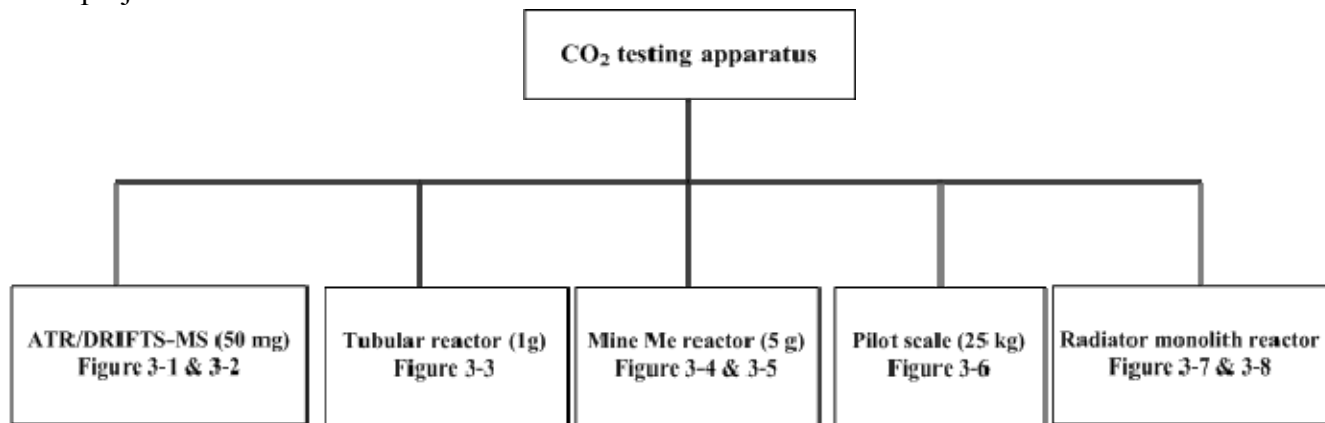 CO₂ testing apparatus
ATR/DRIFTS-MS (50 mg)
Figure 3-1 & 3-2
Tubular reactor (1g)
Figure 3-3
Mine Me reactor (5 g)
Figure 3-4 & 3-5
Pilot scale (25 kg)
Figure 3-6
Radiator monolith reactor
Figure 3-7 & 3-8